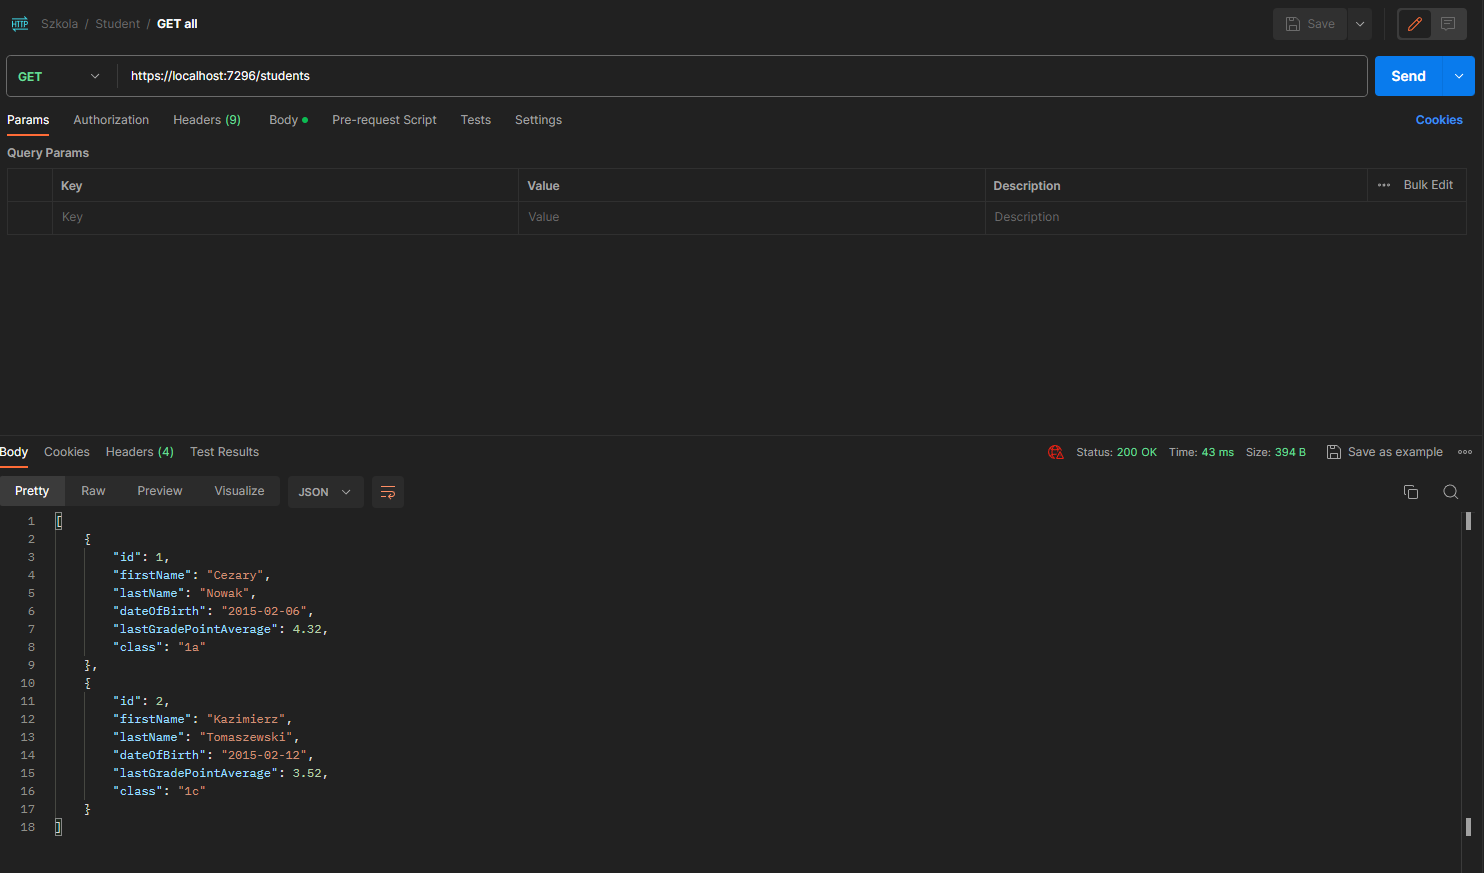 HTTP Szkola / Student / GET all Save
GET https://localhost:7296/students Send
Params Authorization Headers (9) Body Pre-request Script Tests Settings Cookies
Query Params
Key Value Description Bulk Edit
Key Value Description
Body Cookies Headers (4) Test Results Status: 200 OK Time: 43 ms Size: 394 B Save as example
Pretty Raw Preview Visualize JSON
1 [
2 {
3 "id": 1,
4 "firstName": "Cezary",
5 "lastName": "Nowak",
6 "dateOfBirth": "2015-02-06",
7 "lastGradePointAverage": 4.32,
8 "class": "1a"
9 },
10 {
11 "id": 2,
12 "firstName": "Kazimierz",
13 "lastName": "Tomaszewski",
14 "dateOfBirth": "2015-02-12",
15 "lastGradePointAverage": 3.52,
16 "class": "1c"
17 }
18 ]